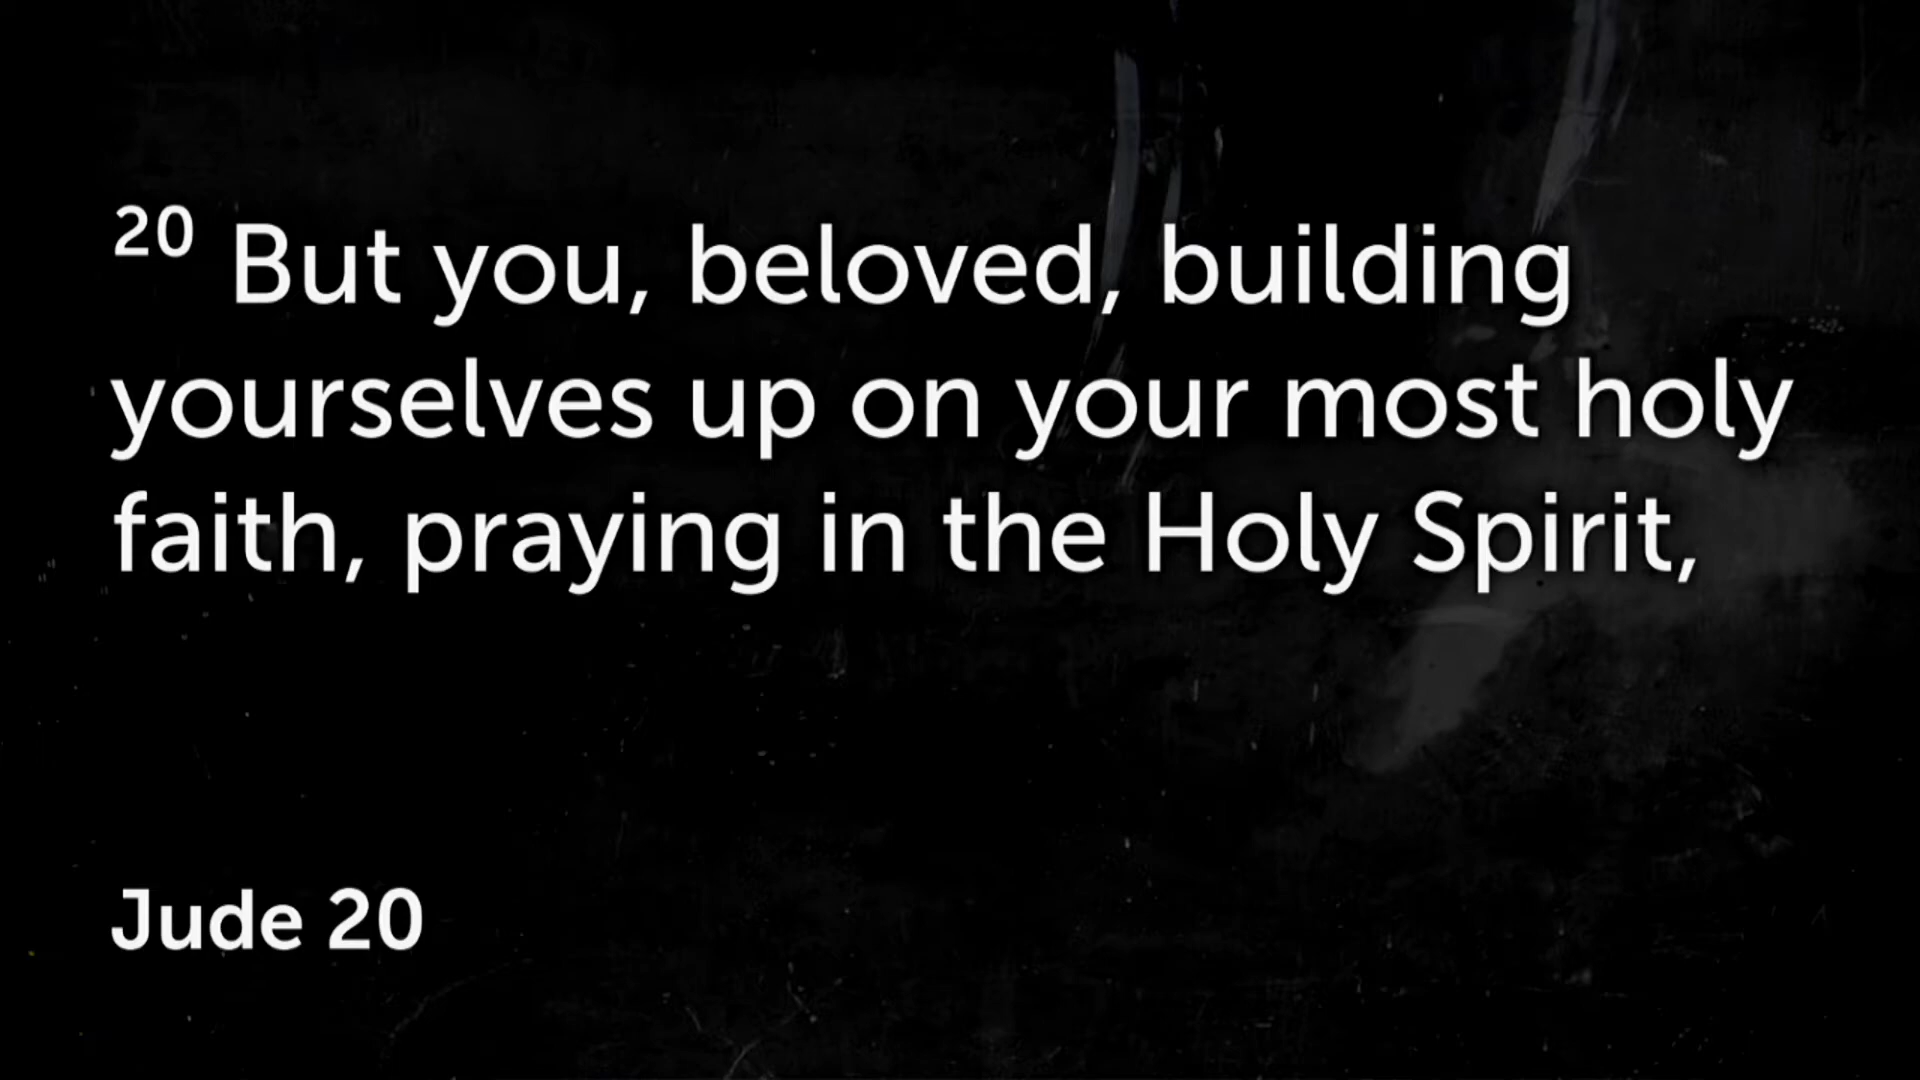 20 But you, beloved, building
yourselves up on your most holy
faith, praying in the Holy Spirit,
Jude 20